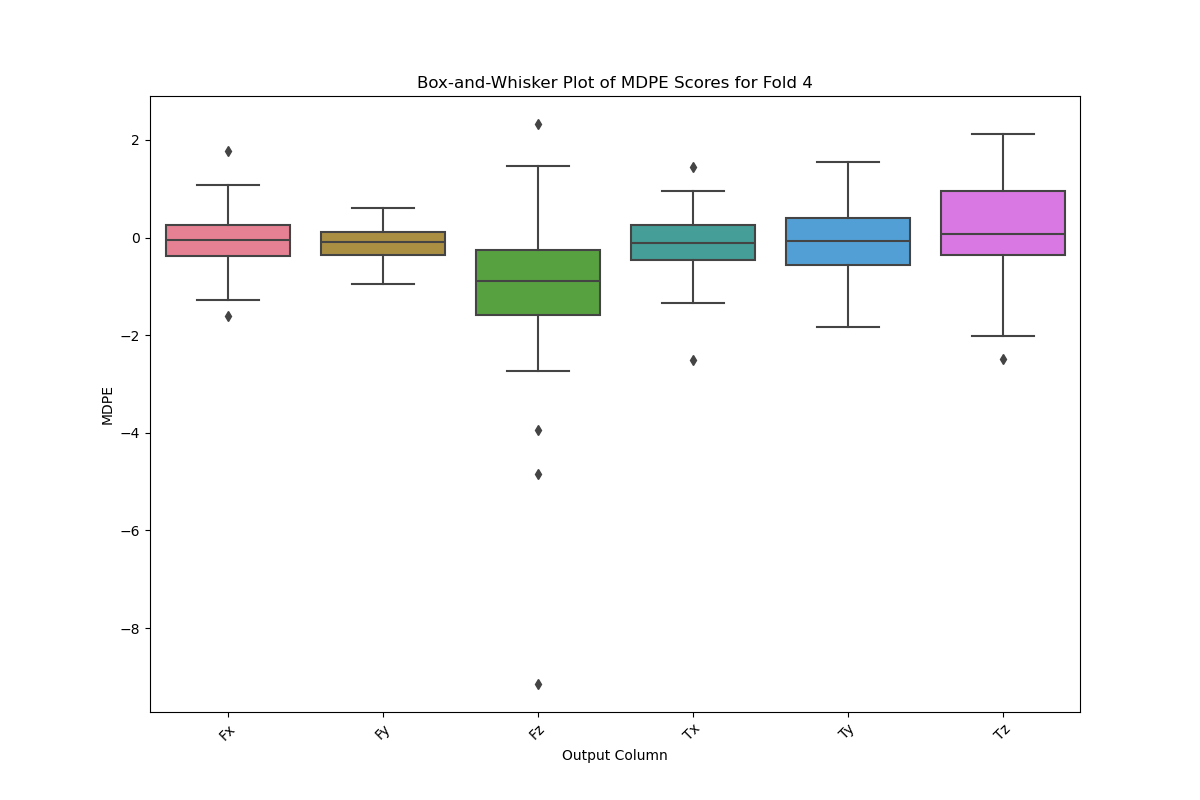 Box-and-Whisker Plot of MDPE Scores for Fold 4
MDPE
2
0
−2
−4
−6
−8
Fx Fy Fz Tx Ty Tz
Output Column